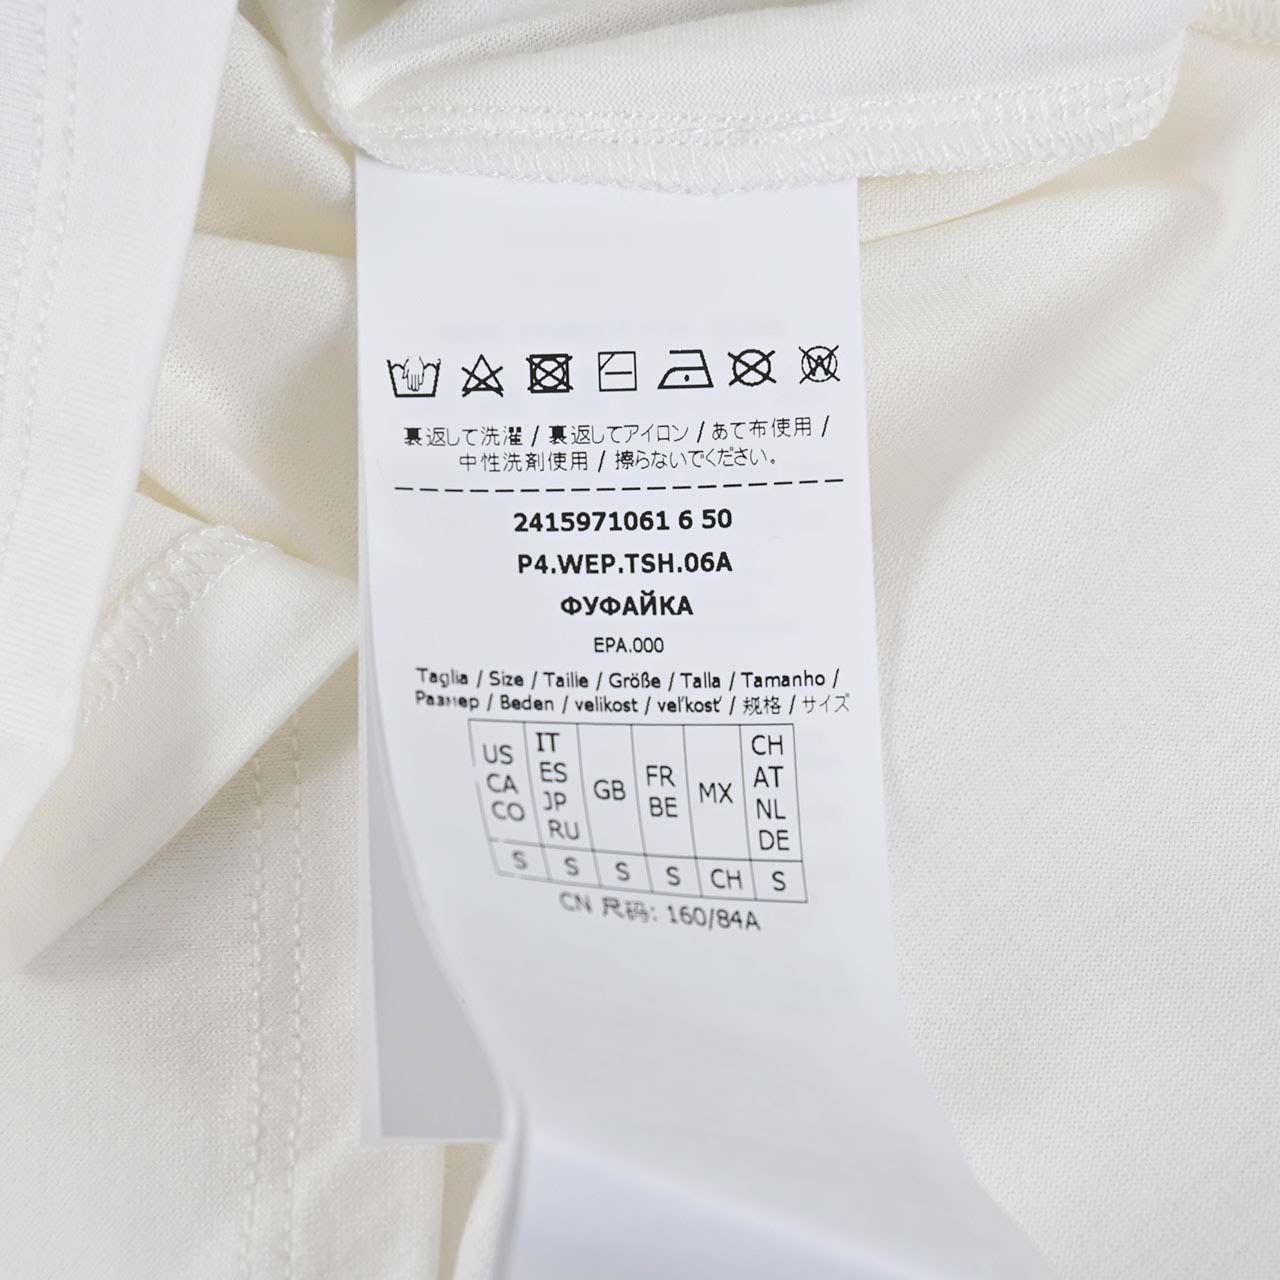 裏返して洗濯 / 裏返してアイロン / あて布使用 /
中性洗剤使用 / 擦らないでください。
2415971061 6 50
P4.WEP.TSH.06A
ФУФАЙКА
EPA.000
Taglia / Size / Taille / Größe / Talla / Tamanho /
Размер / Beden / velikost / veľkosť / 规格 / サイズ
US CA CO IT ES JP RU GB FR BE MX CH AT NL DE
S S S S CH S
CN 尺码: 160/84A